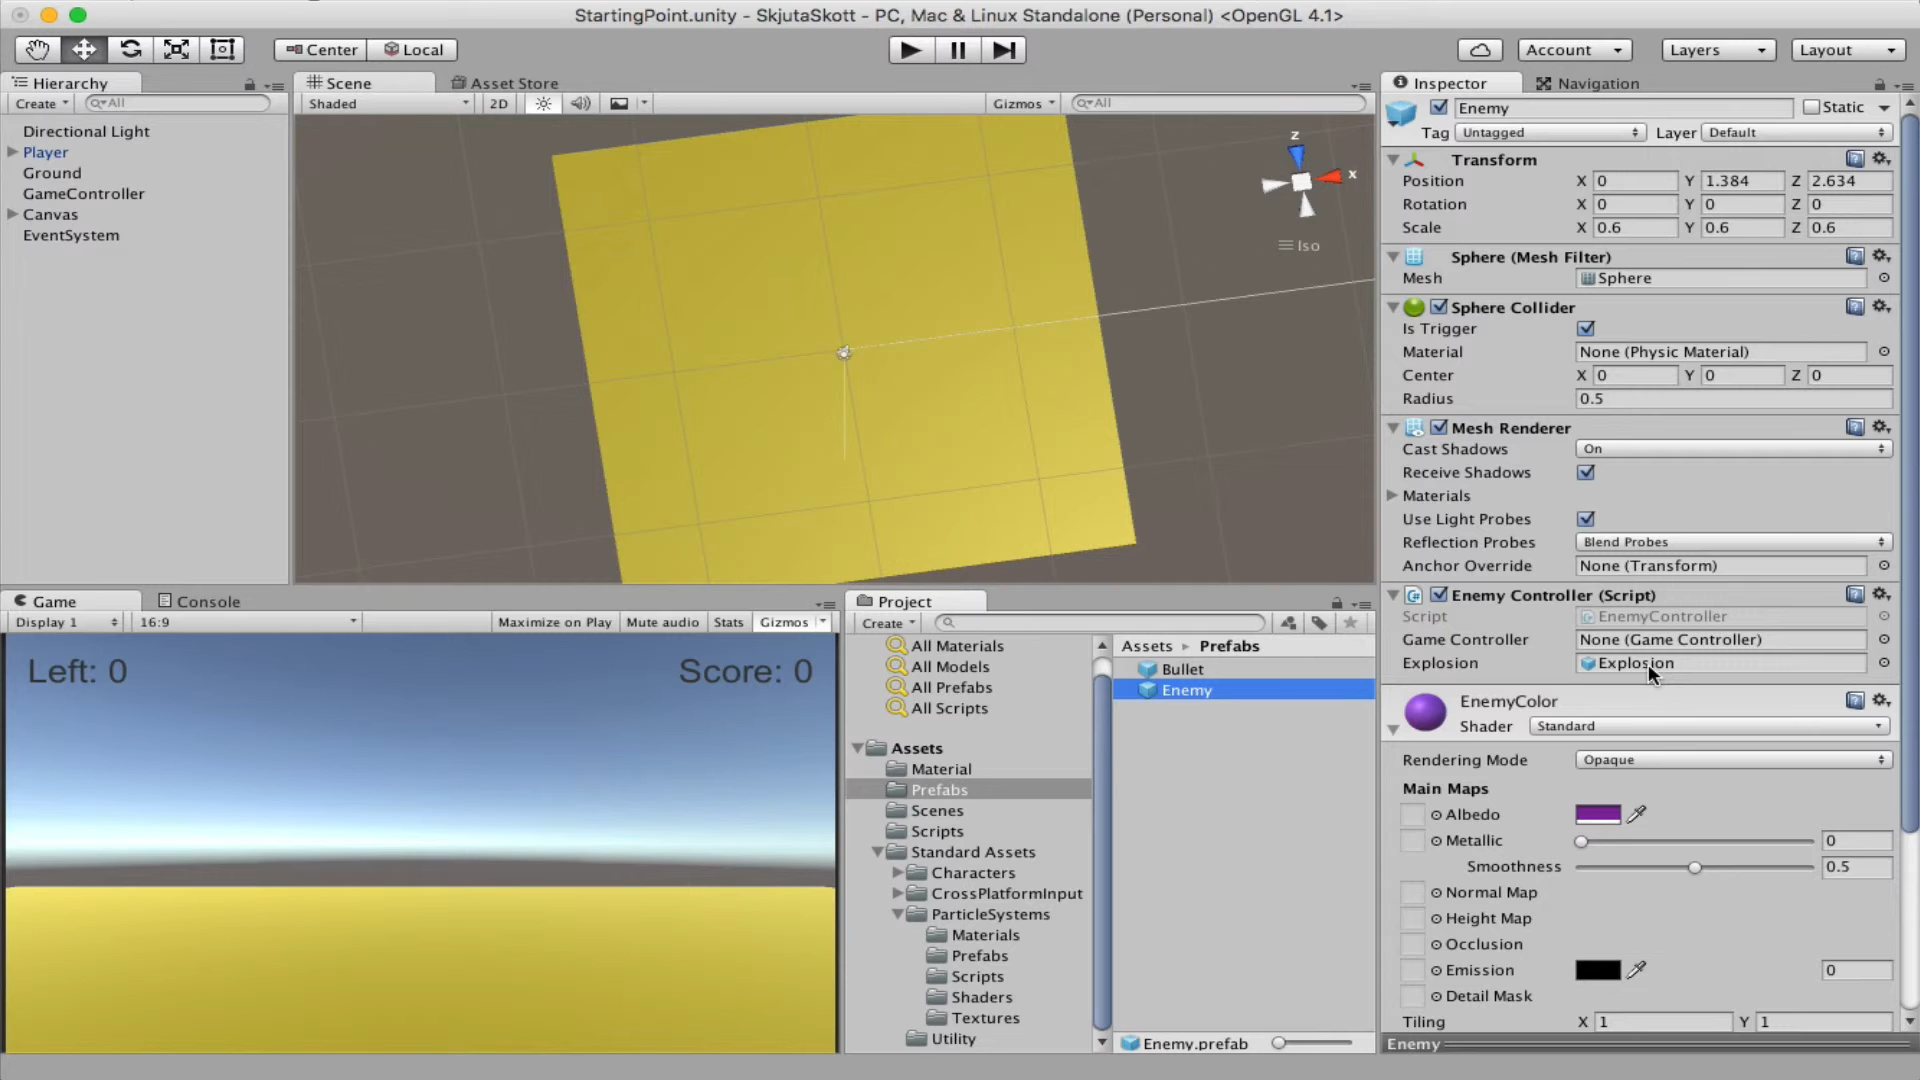 StartingPoint.unity - SkjutaSkott - PC, Mac & Linux Standalone (Personal) <OpenGL 4.1>
Center Local Account Layers Layout
Hierarchy
Create All
Directional Light
Player
Ground
GameController
Canvas
EventSystem
Scene Asset Store
Shaded 2D Gizmos All
z
x
Iso
Game Console
Display 1 16:9 Maximize on Play Mute audio Stats Gizmos
Left: 0 Score: 0
Project
Create
All Materials
All Models
All Prefabs
All Scripts
Assets
Material
Prefabs
Scenes
Scripts
Standard Assets
Characters
CrossPlatformInput
ParticleSystems
Materials
Prefabs
Scripts
Shaders
Textures
Utility
Assets Prefabs
Bullet
Enemy
Enemy.prefab
Inspector Navigation
Enemy Static
Tag Untagged Layer Default
Transform
Position X 0 Y 1.384 Z 2.634
Rotation X 0 Y 0 Z 0
Scale X 0.6 Y 0.6 Z 0.6
Sphere (Mesh Filter)
Mesh Sphere
Sphere Collider
Is Trigger
Material None (Physic Material)
Center X 0 Y 0 Z 0
Radius 0.5
Mesh Renderer
Cast Shadows On
Receive Shadows
Materials
Use Light Probes
Reflection Probes Blend Probes
Anchor Override None (Transform)
Enemy Controller (Script)
Script EnemyController
Game Controller None (Game Controller)
Explosion Explosion
EnemyColor
Shader Standard
Rendering Mode Opaque
Main Maps
Albedo
Metallic 0
Smoothness 0.5
Normal Map
Height Map
Occlusion
Emission 0
Detail Mask
Tiling X 1 Y 1
Enemy